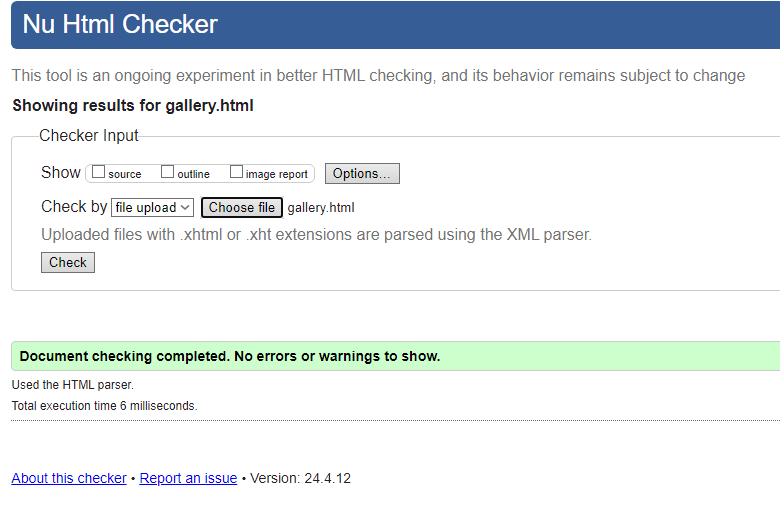 Nu Html Checker
This tool is an ongoing experiment in better HTML checking, and its behavior remains subject to change
Showing results for gallery.html
Checker Input
Show source outline image report Options...
Check by file upload Choose file gallery.html
Uploaded files with .xhtml or .xht extensions are parsed using the XML parser.
Check
Document checking completed. No errors or warnings to show.
Used the HTML parser.
Total execution time 6 milliseconds.
About this checker • Report an issue • Version: 24.4.12